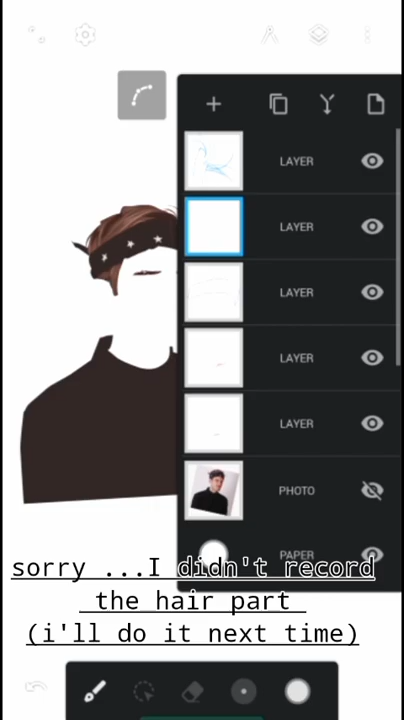 LAYER
LAYER
LAYER
LAYER
LAYER
PHOTO
PAPER
sorry ...I didn't record
the hair part
(i'll do it next time)